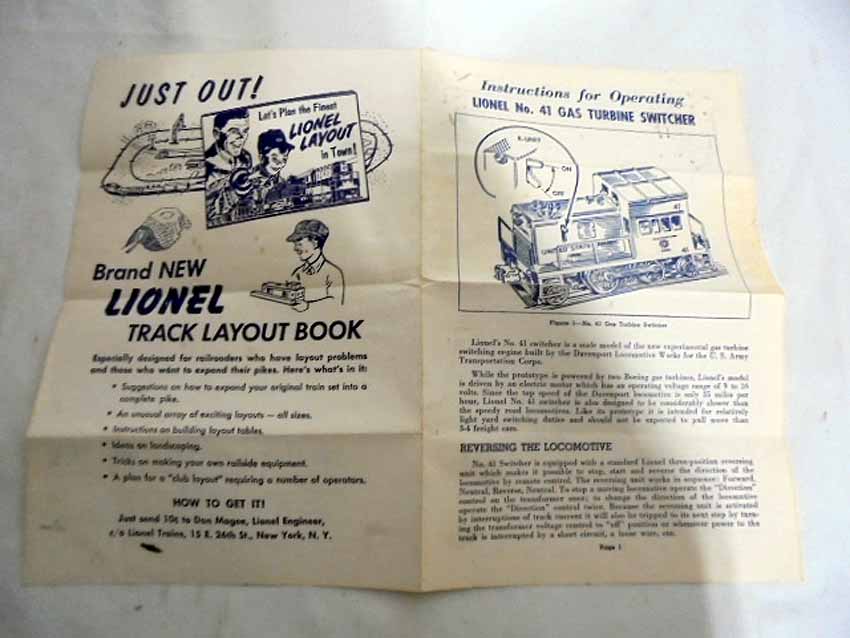 JUST OUT!
Let's Plan the Finest
LIONEL
LAYOUT
in Town!
Brand NEW
LIONEL
TRACK LAYOUT BOOK
Especially designed for railroaders who have layout problems
and those who want to expand their pikes. Here's what's in it:
• Suggestions on how to expand your original train set into a
complete pike.
• An unusual array of exciting layouts — all sizes.
• Instructions on building layout tables.
• Ideas on landscaping.
• Tricks on making your own railside equipment.
• A plan for a "club layout" requiring a number of operators.
HOW TO GET IT!
Just send 10¢ to Don Magee, Lionel Engineer,
c/o Lionel Trains, 15 E. 26th St., New York, N. Y.
Instructions for Operating
LIONEL No. 41 GAS TURBINE SWITCHER
E-UNIT
ON
OFF
41
UNITED STATES
41
Figure 1—No. 41 Gas Turbine Switcher
Lionel's No. 41 switcher is a scale model of the new experimental gas turbine
switching engine built by the Davenport Locomotive Works for the U. S. Army
Transportation Corps.
While the prototype is powered by two Boeing gas turbines, Lionel's model
is driven by an electric motor which has an operating voltage range of 9 to
volts. Since the top speed of the Davenport locomotive is only 35 miles per
hour, Lionel No. 41 switcher is also designed to be considerably slower than
the speedy road locomotives. Like its prototype it is intended for relatively
light yard switching duties and should not be expected to pull more than
3-4 freight cars.
REVERSING THE LOCOMOTIVE
No. 41 Switcher is equipped with a standard Lionel three-position reversing
unit which makes it possible to stop, start and reverse the direction of the
locomotive by remote control. The reversing unit works in sequence: Forward,
Neutral, Reverse, Neutral. To stop a moving locomotive operate the "Direction"
control on the transformer once; to change the direction of the locomotive
operate the "Direction" control twice. Because the reversing unit is activated
by interruptions of track current it will also be tripped to its next step by turn-
ing the transformer voltage control to "off" position or whenever power to the
track is interrupted by a short circuit, a loose wire, etc.
Page 1